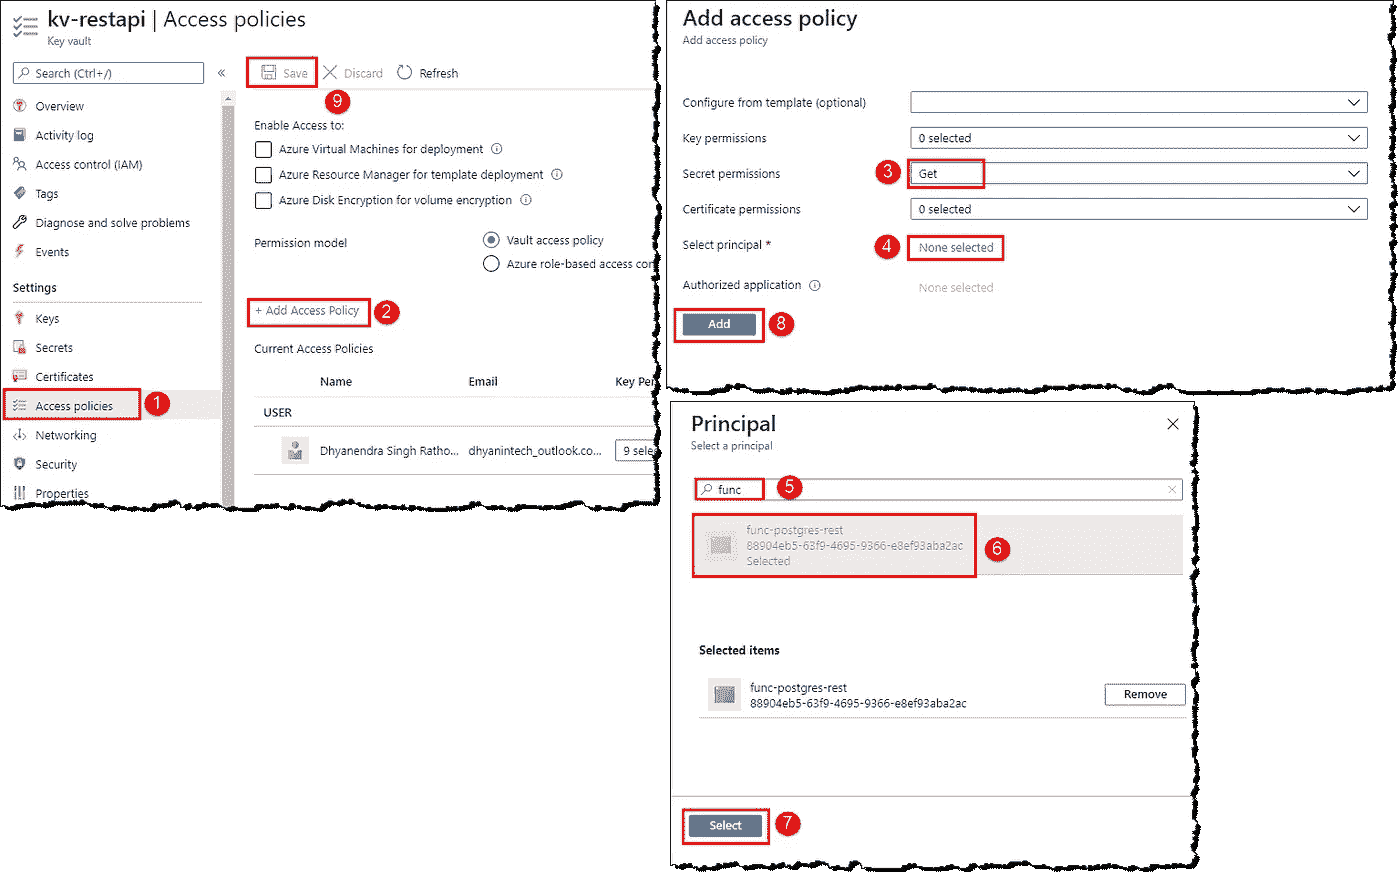 kv-restapi | Access policies
Key vault
Search (Ctrl+/)
«
Overview
Activity log
Access control (IAM)
Tags
Diagnose and solve problems
Events
Settings
Keys
Secrets
Certificates
Access policies
1
Networking
Security
Properties
Save
Discard
Refresh
9
Enable Access to:
Azure Virtual Machines for deployment
Azure Resource Manager for template deployment
Azure Disk Encryption for volume encryption
Permission model
Vault access policy
Azure role-based access con
+ Add Access Policy
2
Current Access Policies
Name Email Key Per
USER
Dhyanendra Singh Ratho... dhyanintech_outlook.co... 9 sele
Add access policy
Add access policy
Configure from template (optional)
Key permissions 0 selected
Secret permissions 3 Get
Certificate permissions 0 selected
Select principal * 4 None selected
Authorized application None selected
Add 8
Principal
Select a principal
func 5
func-postgres-rest
88904eb5-63f9-4695-9366-e8ef93aba2ac
Selected
6
Selected items
func-postgres-rest
88904eb5-63f9-4695-9366-e8ef93aba2ac
Remove
Select 7